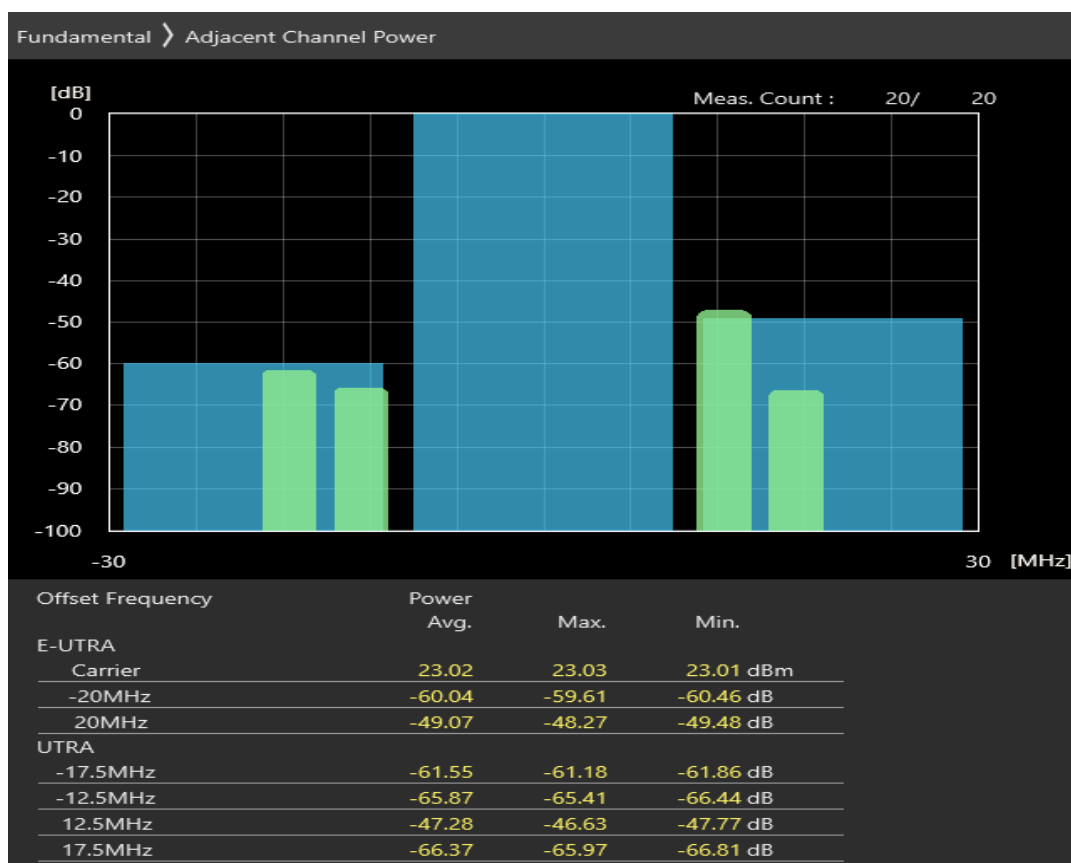 Fundamental ❯ Adjacent Channel Power
[dB]
Meas. Count : 20/ 20
0
-10
-20
-30
-40
-50
-60
-70
-80
-90
-100
-30 30 [MHz]
Offset Frequency Power
Avg. Max. Min.
E-UTRA
Carrier 23.02 23.03 23.01 dBm
-20MHz -60.04 -59.61 -60.46 dB
20MHz -49.07 -48.27 -49.48 dB
UTRA
-17.5MHz -61.55 -61.18 -61.86 dB
-12.5MHz -65.87 -65.41 -66.44 dB
12.5MHz -47.28 -46.63 -47.77 dB
17.5MHz -66.37 -65.97 -66.81 dB